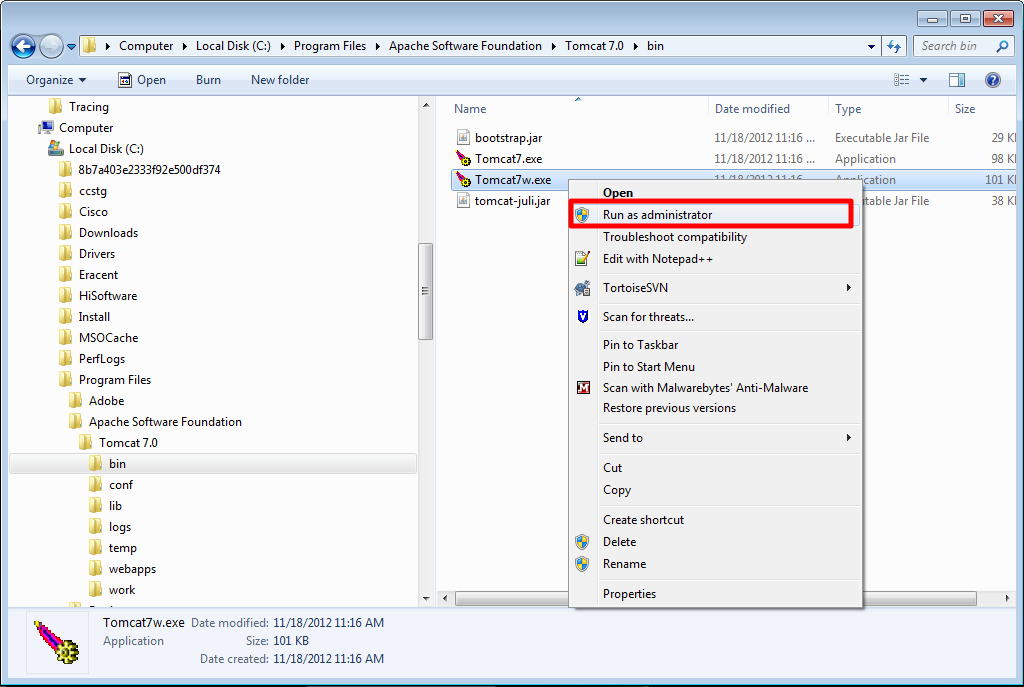 Computer Local Disk (C:) Program Files Apache Software Foundation Tomcat 7.0 bin
Search bin
Organize Open Burn New folder
Tracing
Computer
Local Disk (C:)
8b7a403e2333f92e500df374
ccstg
Cisco
Downloads
Drivers
Eracent
HiSoftware
Install
MSOCache
PerfLogs
Program Files
Adobe
Apache Software Foundation
Tomcat 7.0
bin
conf
lib
logs
temp
webapps
work
Name Date modified Type Size
bootstrap.jar 11/18/2012 11:16 ... Executable Jar File 29 K
Tomcat7.exe 11/18/2012 11:16 ... Application 98 K
Tomcat7w.exe 11/18/2012 11:16 Application 101 K
tomcat-juli.jar table Jar File 38 K
Open
Run as administrator
Troubleshoot compatibility
Edit with Notepad++
TortoiseSVN
Scan for threats...
Pin to Taskbar
Pin to Start Menu
Scan with Malwarebytes' Anti-Malware
Restore previous versions
Send to
Cut
Copy
Create shortcut
Delete
Rename
Properties
Tomcat7w.exe Date modified: 11/18/2012 11:16 AM
Application Size: 101 KB
Date created: 11/18/2012 11:16 AM